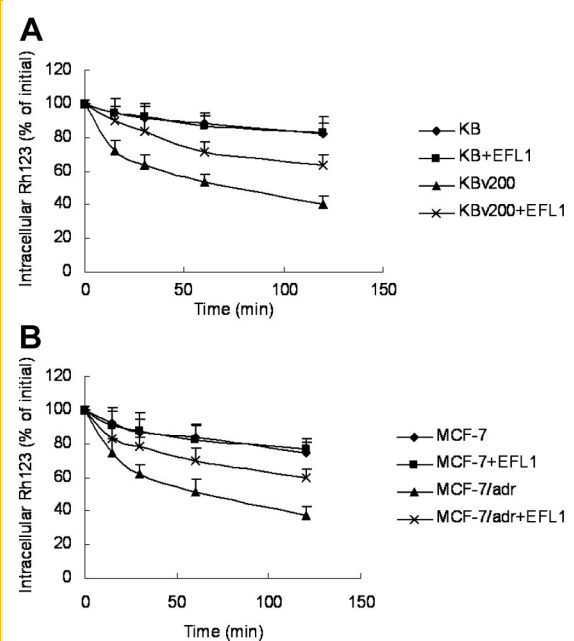 A
Intracellular Rh123 (% of initial)
120
100
80
60
40
20
0
0 50 100 150
Time (min)
KB
KB+EFL1
KBv200
KBv200+EFL1
B
Intracellular Rh123 (% of initial)
120
100
80
60
40
20
0
0 50 100 150
Time (min)
MCF-7
MCF-7+EFL1
MCF-7/adr
MCF-7/adr+EFL1